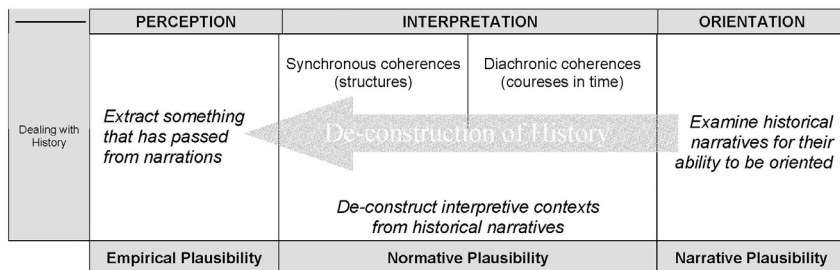 PERCEPTION
INTERPRETATION
ORIENTATION
Dealing with
History
Extract something
that has passed
from narrations
Synchronous coherences
(structures)
Diachronic coherences
(coureses in time)
De-construction of History
De-construct interpretive contexts
from historical narratives
Examine historical
narratives for their
ability to be oriented
Empirical Plausibility
Normative Plausibility
Narrative Plausibility